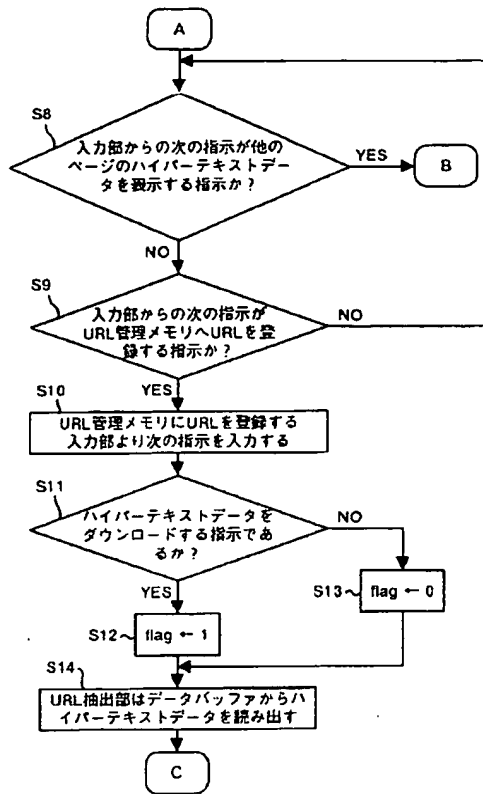 A
S8
入力部からの次の指示が他の
ページのハイパーテキストデー
タを表示する指示か？
YES
B
NO
S9
入力部からの次の指示が
URL管理メモリへURLを登
録する指示か？
NO
YES
S10
URL管理メモリにURLを登録する
入力部より次の指示を入力する
S11
ハイパーテキストデータを
ダウンロードする指示であ
るか？
NO
YES
S13
flag ← 0
S12
flag ← 1
S14
URL抽出部はデータバッファからハ
イパーテキストデータを読み出す
C